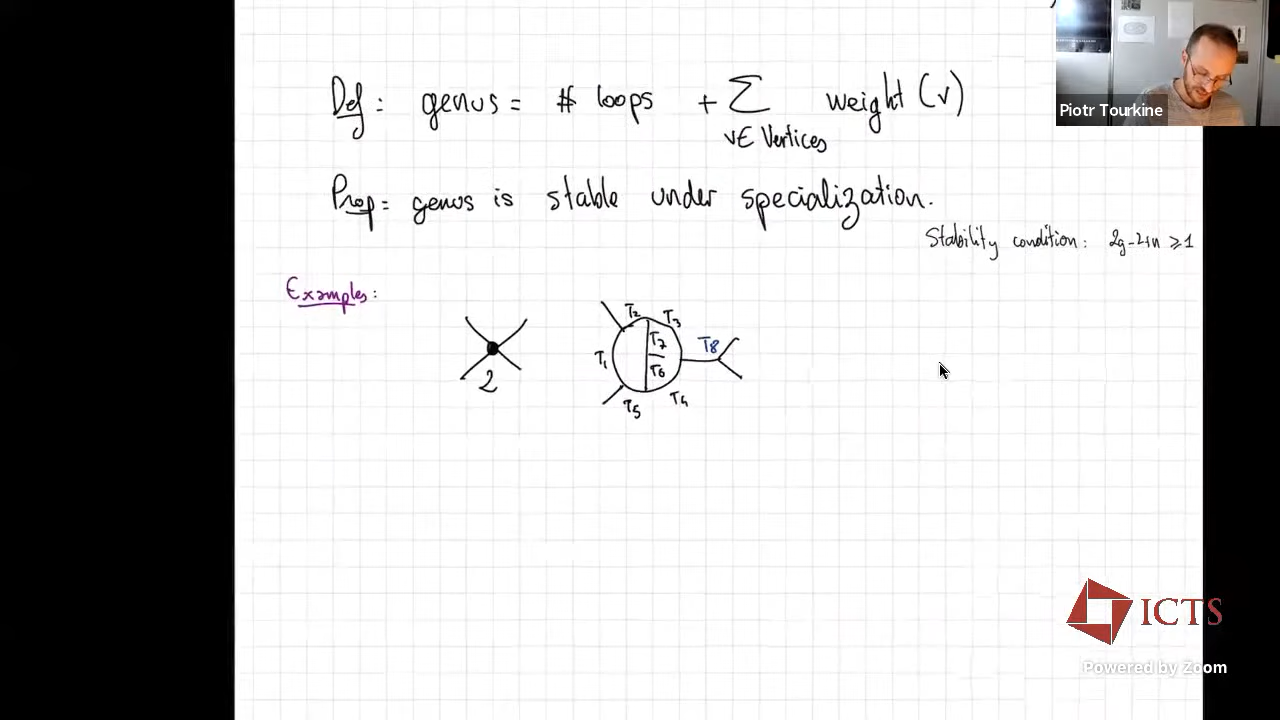 Piotr Tourkine
Def: genus = # loops + ∑ weight (v)
v∈ Vertices
Prop: genus is stable under specialization.
Stability condition: 2g-2+n ≥ 1
Examples:
2
T2 T3
T1 T7 T8
T6
T5 T4
ICTS
Powered by Zoom